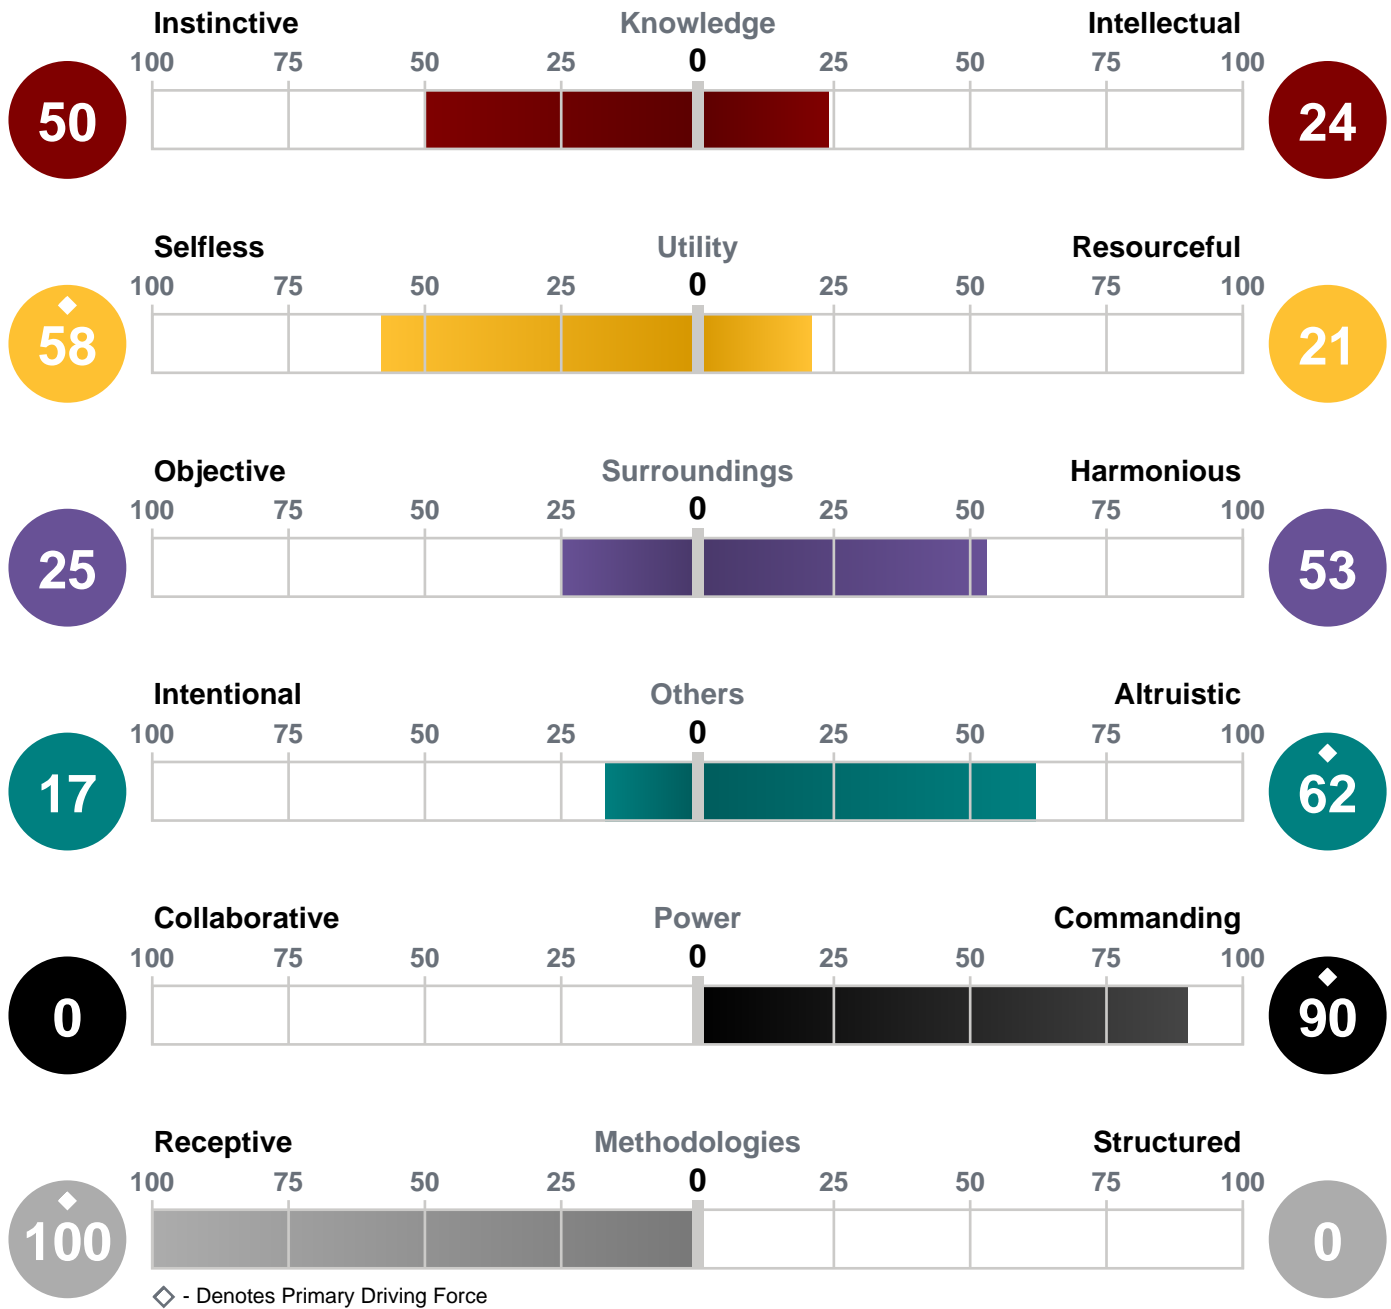 Instinctive Knowledge Intellectual
100 75 50 25 0 25 50 75 100
50 24
Selfless Utility Resourceful
100 75 50 25 0 25 50 75 100
58 21
Objective Surroundings Harmonious
100 75 50 25 0 25 50 75 100
25 53
Intentional Others Altruistic
100 75 50 25 0 25 50 75 100
17 62
Collaborative Power Commanding
100 75 50 25 0 25 50 75 100
0 90
Receptive Methodologies Structured
100 75 50 25 0 25 50 75 100
100 0
- Denotes Primary Driving Force